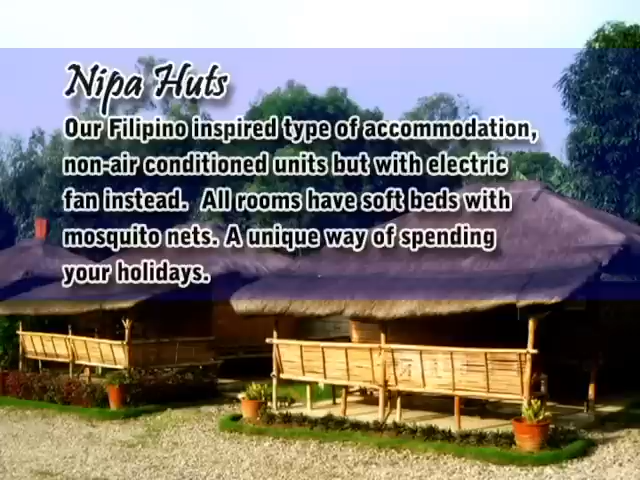 Nipa Huts
Our Filipino inspired type of accommodation,
non-air conditioned units but with electric
fan instead.  All rooms have soft beds with
mosquito nets. A unique way of spending
your holidays.